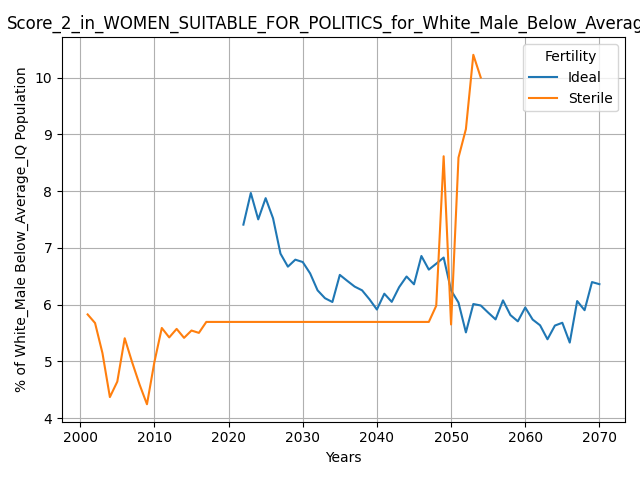 Score_2_in_WOMEN_SUITABLE_FOR_POLITICS_for_White_Male_Below_Averag
Fertility
Ideal
Sterile
% of White_Male Below_Average_IQ Population
10
9
8
7
6
5
4
2000 2010 2020 2030 2040 2050 2060 2070
Years